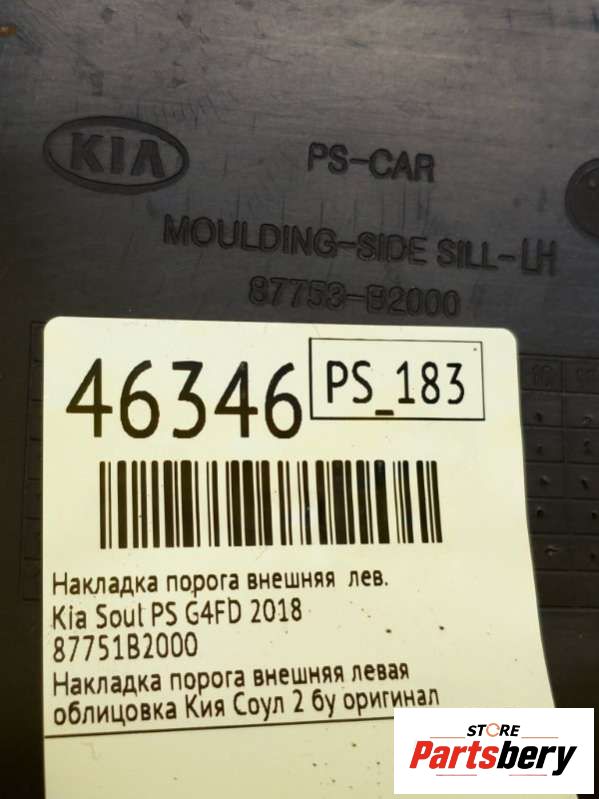 KIA
PS-CAR
MOULDING-SIDE SILL-LH
87753-B2000
46346
PS_183
Накладка порога внешняя лев.
Kia Soul PS G4FD 2018
87751B2000
Накладка порога внешняя левая
облицовка Кия Соул 2 бу оригинал
STORE
Partsbery